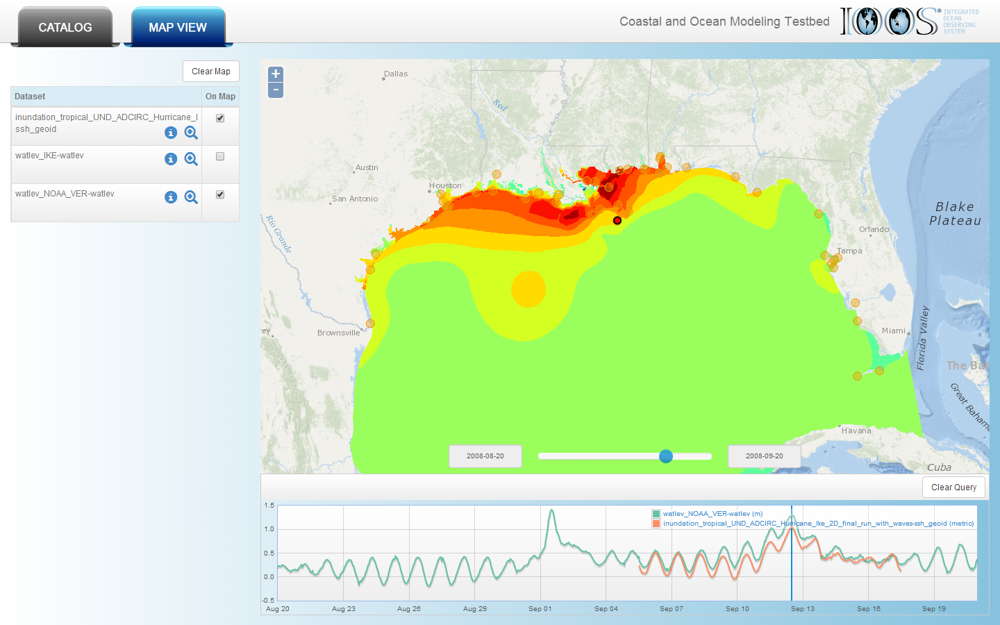 CATALOG
MAP VIEW
Coastal and Ocean Modeling Testbed
IOOS®
INTEGRATED
OCEAN
OBSERVING
SYSTEM
Clear Map
Dataset
On Map
inundation_tropical_UND_ADCIRC_Hurricane_I
ssh_geoid
watlev_IKE-watlev
watlev_NOAA_VER-watlev
+
-
Dallas
Red
Austin
Houston
San Antonio
Rio Grande
Blake
Plateau
Orlando
Tampa
rey
Brownsville
Miami
Florida Valley
The Ba
Great Bahama
Havana
Cuba
2008-08-20
2008-09-20
Clear Query
1.5
1.0
0.5
0.0
-0.5
watlev_NOAA_VER-watlev (m)
inundation_tropical_UND_ADCIRC_Hurricane_Ike_2D_final_run_with_waves-ssh_geoid (metric)
Aug 20
Aug 23
Aug 26
Aug 29
Sep 01
Sep 04
Sep 07
Sep 10
Sep 13
Sep 16
Sep 19